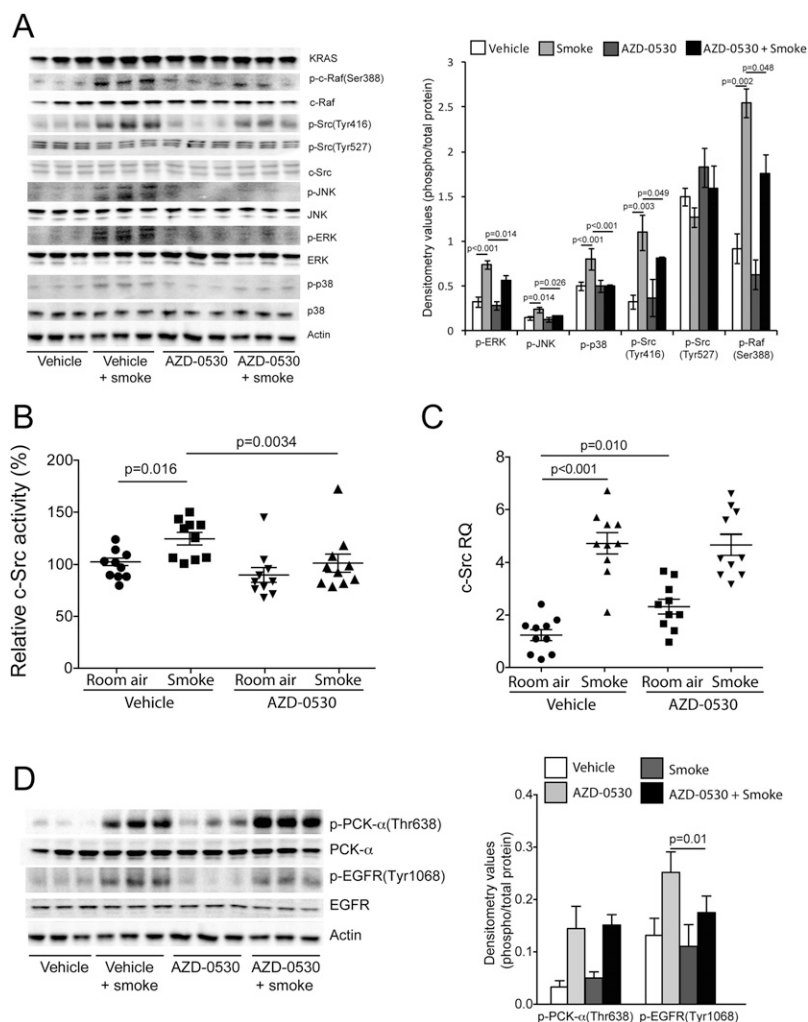 A
KRAS
p-c-Raf(Ser388)
c-Raf
p-Src(Tyr416)
p-Src(Tyr527)
c-Src
p-JNK
JNK
p-ERK
ERK
p-p38
p38
Actin
Vehicle Vehicle + smoke AZD-0530 AZD-0530 + smoke
Vehicle Smoke AZD-0530 AZD-0530 + Smoke
Densitometry values (phospho/total protein)
3
2.5
2
1.5
1
0.5
0
p<0.001
p=0.014
p=0.014
p=0.026
p<0.001
p<0.001
p=0.003
p=0.049
p=0.002
p=0.048
p-ERK p-JNK p-p38 p-Src (Tyr416) p-Src (Tyr527) p-Raf (Ser388)
B
Relative c-Src activity (%)
200
150
100
50
0
p=0.016
p=0.0034
Room air Smoke Room air Smoke
Vehicle AZD-0530
C
c-Src RQ
8
6
4
2
0
p=0.010
p<0.001
Room air Smoke Room air Smoke
Vehicle AZD-0530
D
p-PCK-α(Thr638)
PCK-α
p-EGFR(Tyr1068)
EGFR
Actin
Vehicle Vehicle + smoke AZD-0530 AZD-0530 + smoke
Vehicle Smoke
AZD-0530 AZD-0530 + Smoke
Densitometry values
(phospho/total protein)
0.4
0.3
0.2
0.1
0.0
p=0.01
p-PCK-α(Thr638) p-EGFR(Tyr1068)